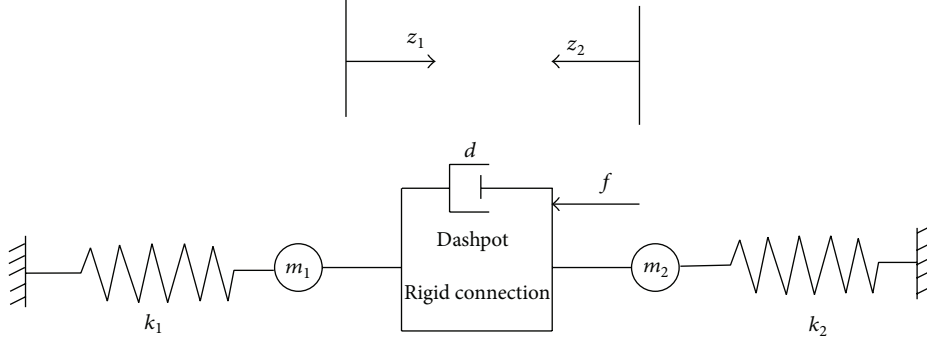 z₁
z₂
d
f
Dashpot
m₁
m₂
Rigid connection
k₁
k₂